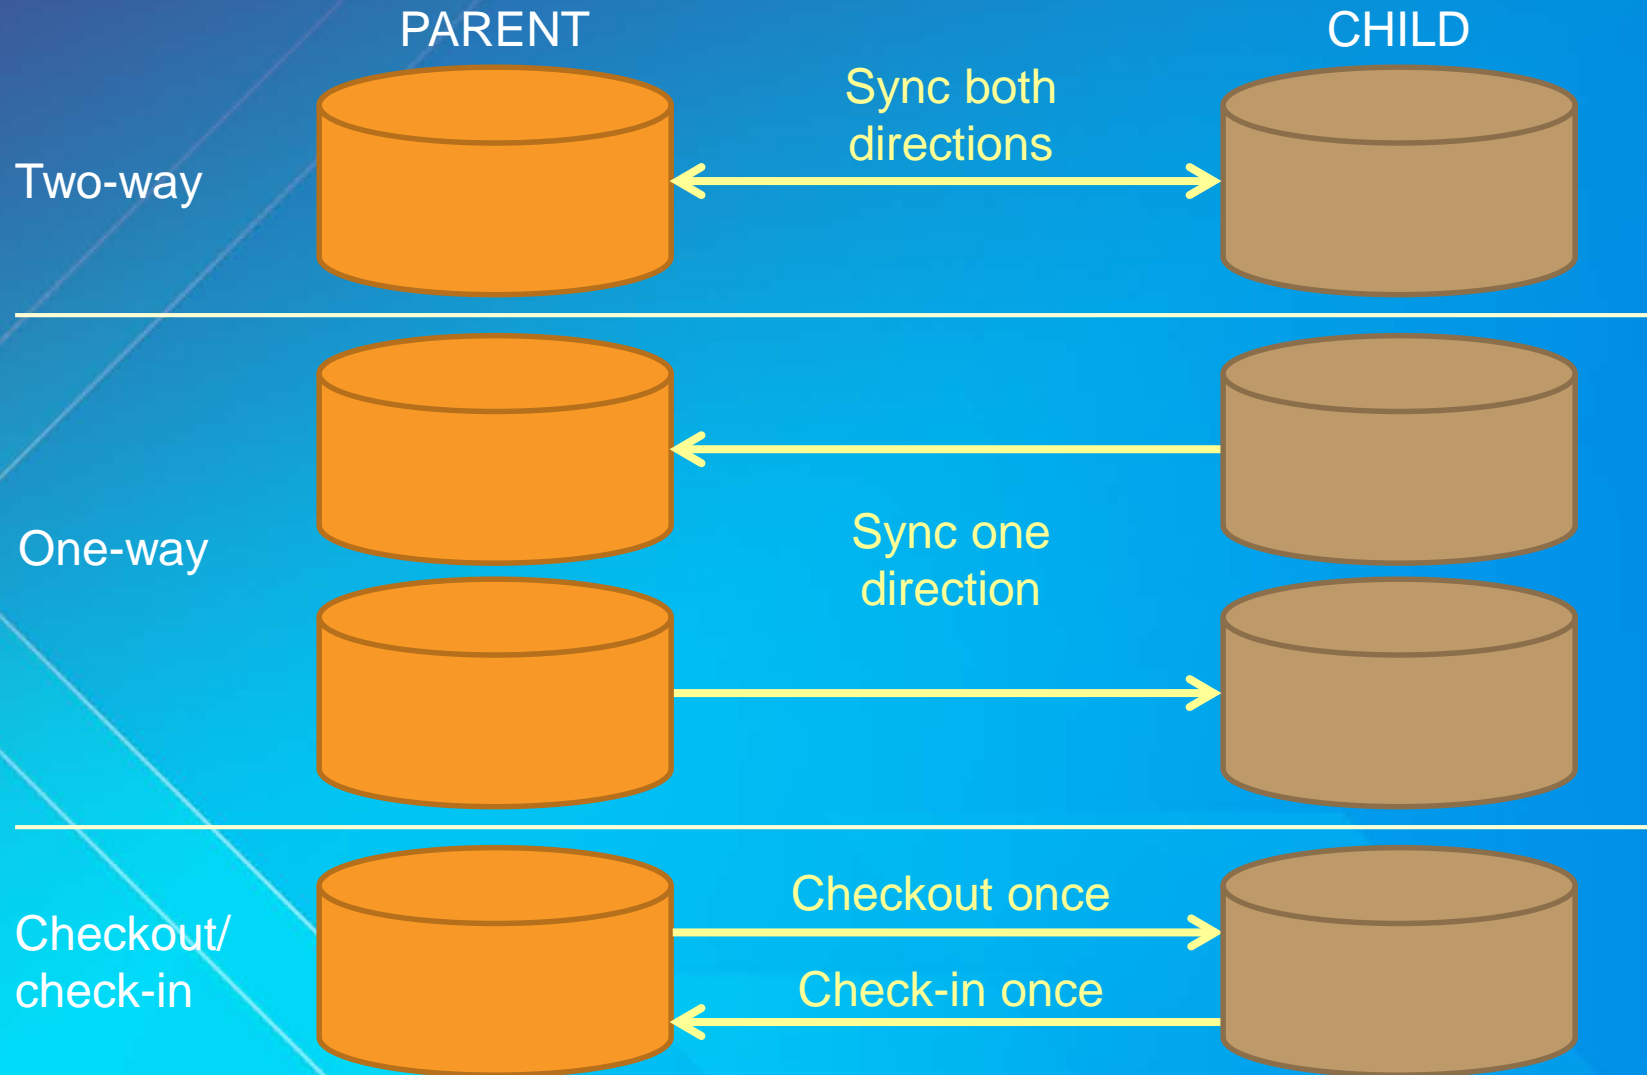 PARENT
CHILD
Two-way
Sync both
directions
One-way
Sync one
direction
Checkout/
check-in
Checkout once
Check-in once